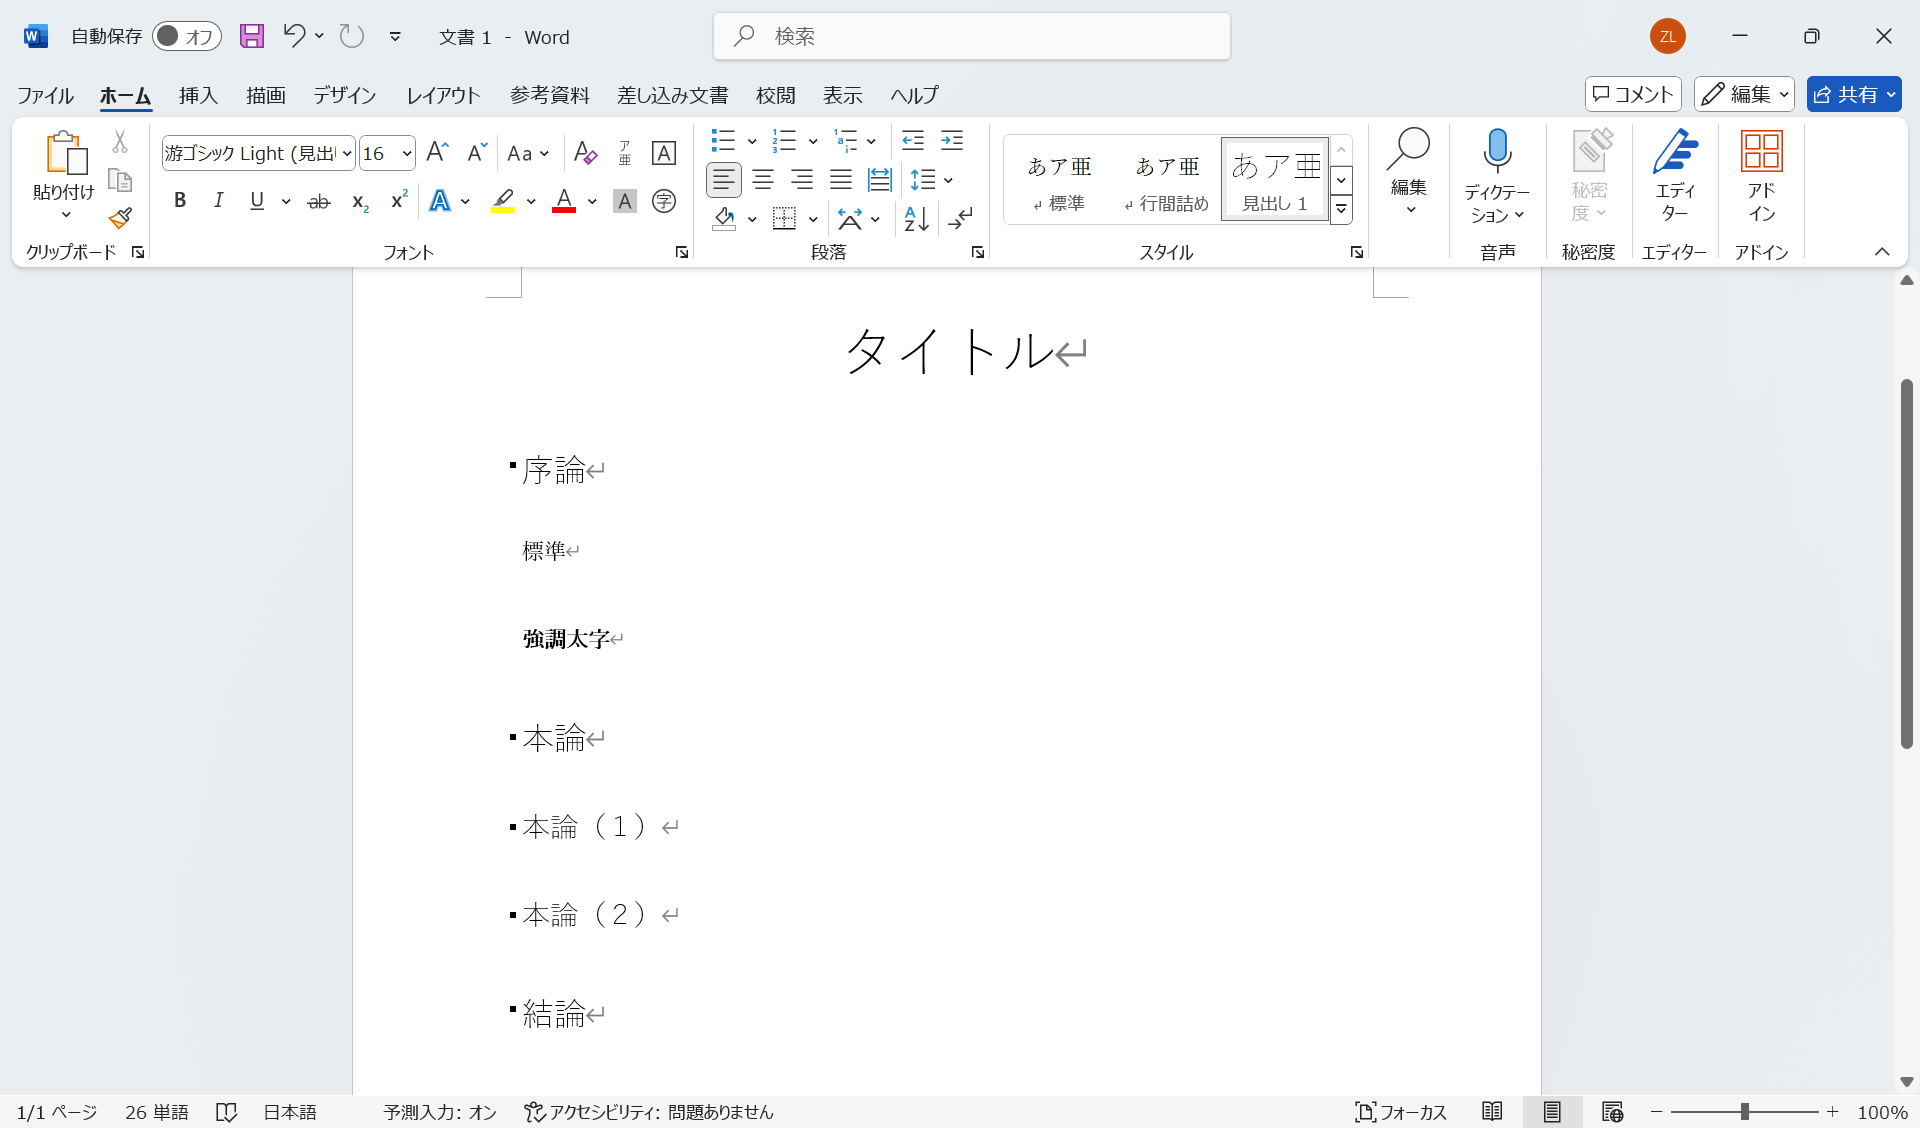 自動保存 オフ 文書 1 - Word 検索 ZL
ファイル ホーム 挿入 描画 デザイン レイアウト 参考資料 差し込み文書 校閲 表示 ヘルプ コメント 編集 共有
貼り付け
クリップボード
游ゴシック Light (見出 16
フォント
段落
あア亜 あア亜 あア亜
↲ 標準 ↲ 行間詰め 見出し 1
スタイル
編集
ディクテー
ション
音声
秘密
度
秘密度
エディ
ター
エディター
アド
イン
アドイン
タイトル↵
序論↵
標準↵
強調太字↵
本論↵
本論（１）↵
本論（２）↵
結論↵
1/1 ページ 26 単語 日本語 予測入力: オン アクセシビリティ: 問題ありません フォーカス 100%